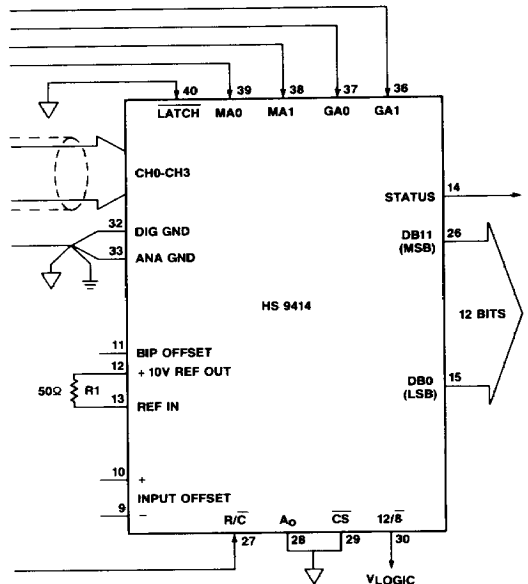 40 39 38 37 36
L̅A̅T̅C̅H̅ MA0 MA1 GA0 GA1
CH0-CH3
STATUS 14
32 DIG GND
33 ANA GND
DB11 26
(MSB)
HS 9414
12 BITS
11 BIP OFFSET
12 + 10V REF OUT
50Ω R1
13 REF IN
DB0 15
(LSB)
10 +
INPUT OFFSET
9 −
R/C̅ A₀ C̅S̅ 12/8̅
27 28 29 30
VLOGIC